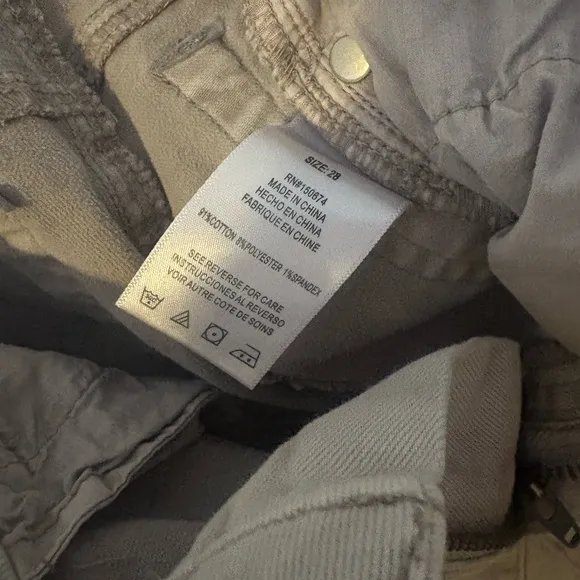 SIZE: 28
RN#150874
MADE IN CHINA
HECHO EN CHINA
FABRIQUE EN CHINE
91%COTTON 8%POLYESTER 1%SPANDEX
SEE REVERSE FOR CARE
INSTRUCCIONES AL REVERSO
VOIR AUTRE COTE DE SOINS